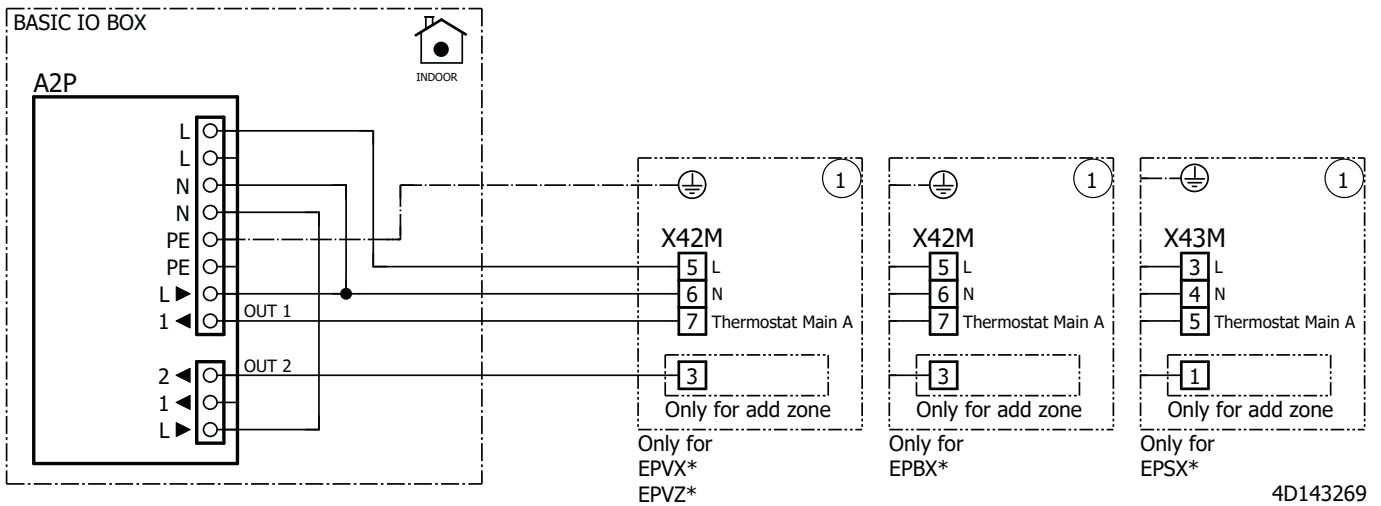 BASIC IO BOX
INDOOR
A2P
L
L
N
N
PE
PE
L ▶
1 ◀ OUT 1
2 ◀ OUT 2
1 ◀
L ▶
1
X42M
5 L
6 N
7 Thermostat Main A
3
Only for add zone
Only for
EPVX*
EPVZ*
1
X42M
5 L
6 N
7 Thermostat Main A
3
Only for add zone
Only for
EPBX*
1
X43M
3 L
4 N
5 Thermostat Main A
1
Only for add zone
Only for
EPSX*
4D143269